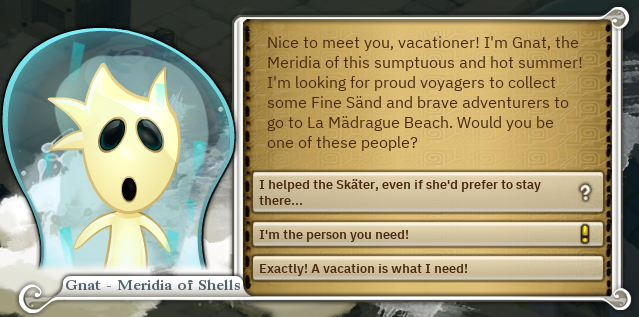 Nice to meet you, vacationer! I'm Gnat, the
Meridia of this sumptuous and hot summer!
I'm looking for proud voyagers to collect
some Fine Sänd and brave adventurers to
go to La Mädrague Beach. Would you be
one of these people?
I helped the Skäter, even if she'd prefer to stay
there...
I'm the person you need!
Exactly! A vacation is what I need!
Gnat - Meridia of Shells